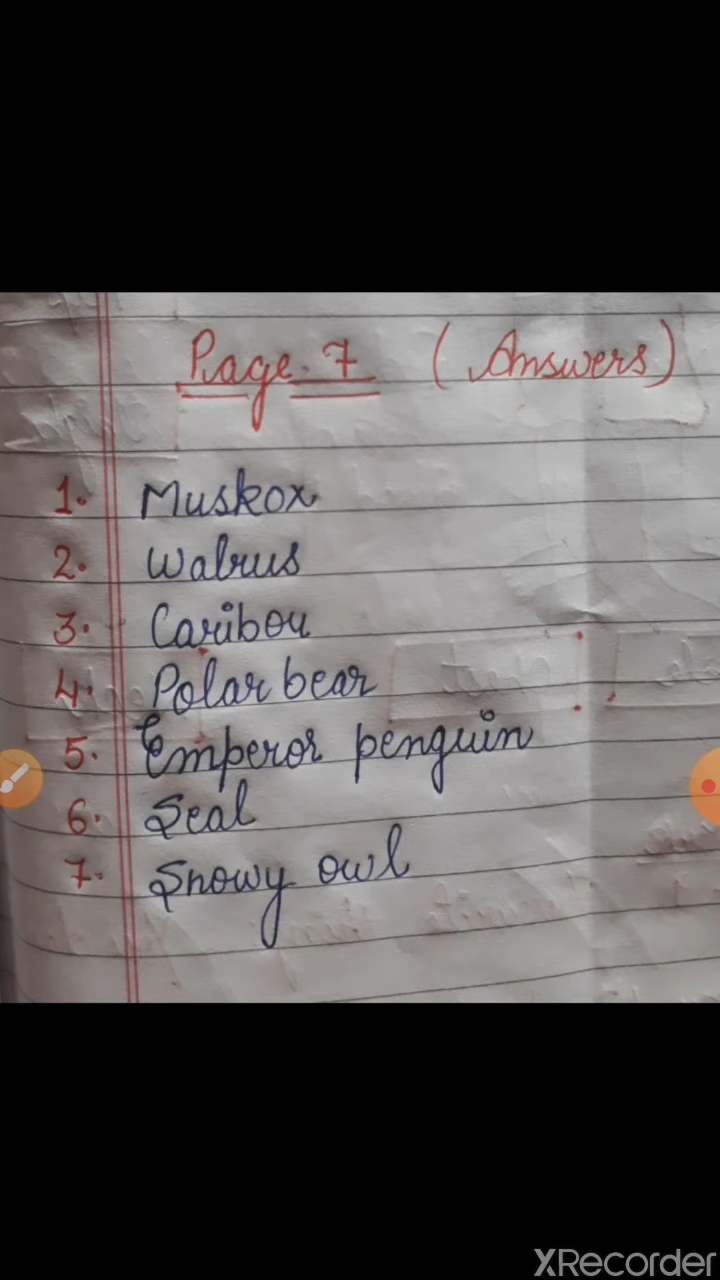 Page. 7 (Answers)
1. Muskox
2. Walrus
3. Caribou
4. Polar bear
5. Emperor penguin
6. Seal
7. Snowy owl
XRecorder